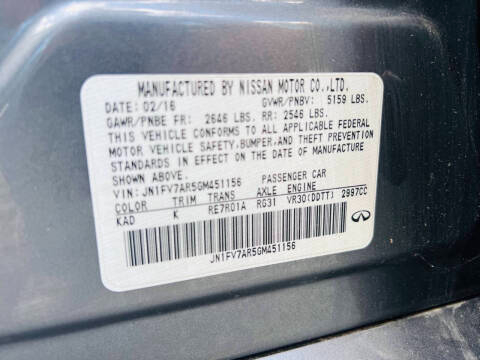 MANUFACTURED BY NISSAN MOTOR CO.,LTD.
DATE: 02/16 GVWR/PNBV: 5159 LBS.
GAWR/PNBE FR: 2646 LBS. RR: 2546 LBS.
THIS VEHICLE CONFORMS TO ALL APPLICABLE FEDERAL
MOTOR VEHICLE SAFETY, BUMPER, AND THEFT PREVENTION
STANDARDS IN EFFECT ON THE DATE OF MANUFACTURE
SHOWN ABOVE.
VIN: JN1FV7AR5GM451156 PASSENGER CAR
COLOR TRIM TRANS AXLE ENGINE
KAD K RE7R01A RG31 VR30(DDTT) 2997CC
JN1FV7AR5GM451156